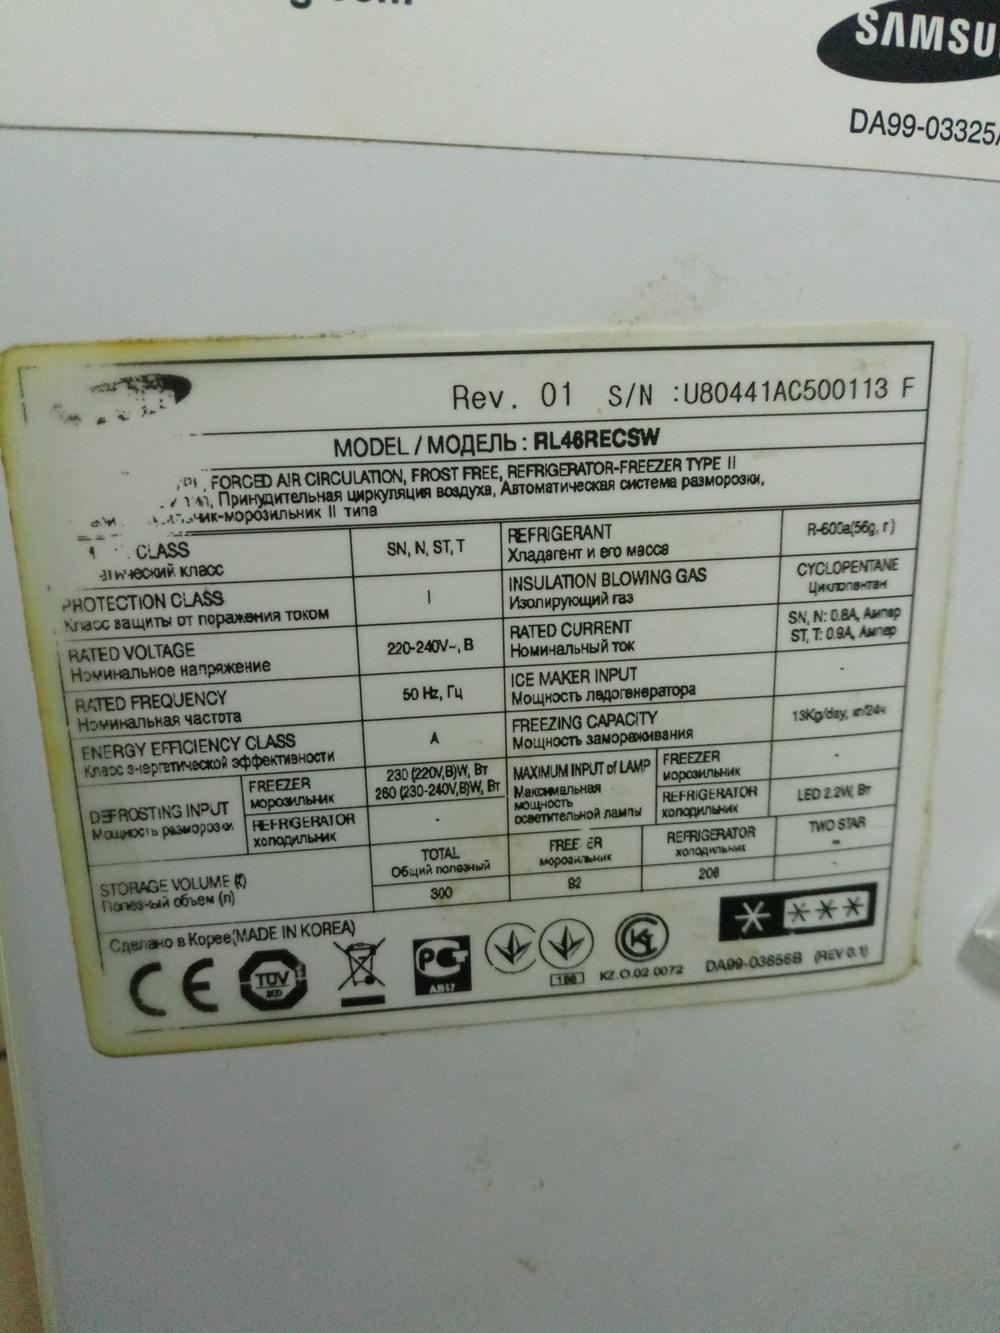 SAMSU
DA99-03325
Rev. 01 S/N :U80441AC500113 F
MODEL / МОДЕЛЬ : RL46RECSW
FORCED AIR CIRCULATION, FROST FREE, REFRIGERATOR-FREEZER TYPE II
Принудительная циркуляция воздуха, Автоматическая система разморозки,
чик-морозильник II типа
CLASS
класс
SN, N, ST, T
REFRIGERANT
Хладагент и его масса
R-600a(56g, г)
PROTECTION CLASS
Класс защиты от поражения током
I
INSULATION BLOWING GAS
Изолирующий газ
CYCLOPENTANE
Циклопентан
RATED VOLTAGE
Номинальное напряжение
220-240V~, В
RATED CURRENT
Номинальный ток
SN, N: 0.8A, Ампер
ST, T: 0.9A, Ампер
RATED FREQUENCY
Номинальная частота
50 Hz, Гц
ICE MAKER INPUT
Мощность ледогенератора
-
ENERGY EFFICIENCY CLASS
Класс энергетической эффективности
A
FREEZING CAPACITY
Мощность замораживания
13Kg/day, кг/24ч
DEFROSTING INPUT
Мощность разморозки
FREEZER
морозильник
230 (220V,В)W, Вт
260 (230-240V,В)W, Вт
REFRIGERATOR
холодильник
-
MAXIMUM INPUT of LAMP
Максимальная
мощность
осветительной лампы
FREEZER
морозильник
-
REFRIGERATOR
холодильник
LED 2.2W, Вт
STORAGE VOLUME (ℓ)
Полезный объем (л)
TOTAL
Общий полезный
FREEZER
морозильник
REFRIGERATOR
холодильник
TWO STAR
300
92
208
-
Сделано в Корее(MADE IN KOREA)
CE TÜV РСТ
KZ.O.02.0072
DA99-03656B (REV 0.1)